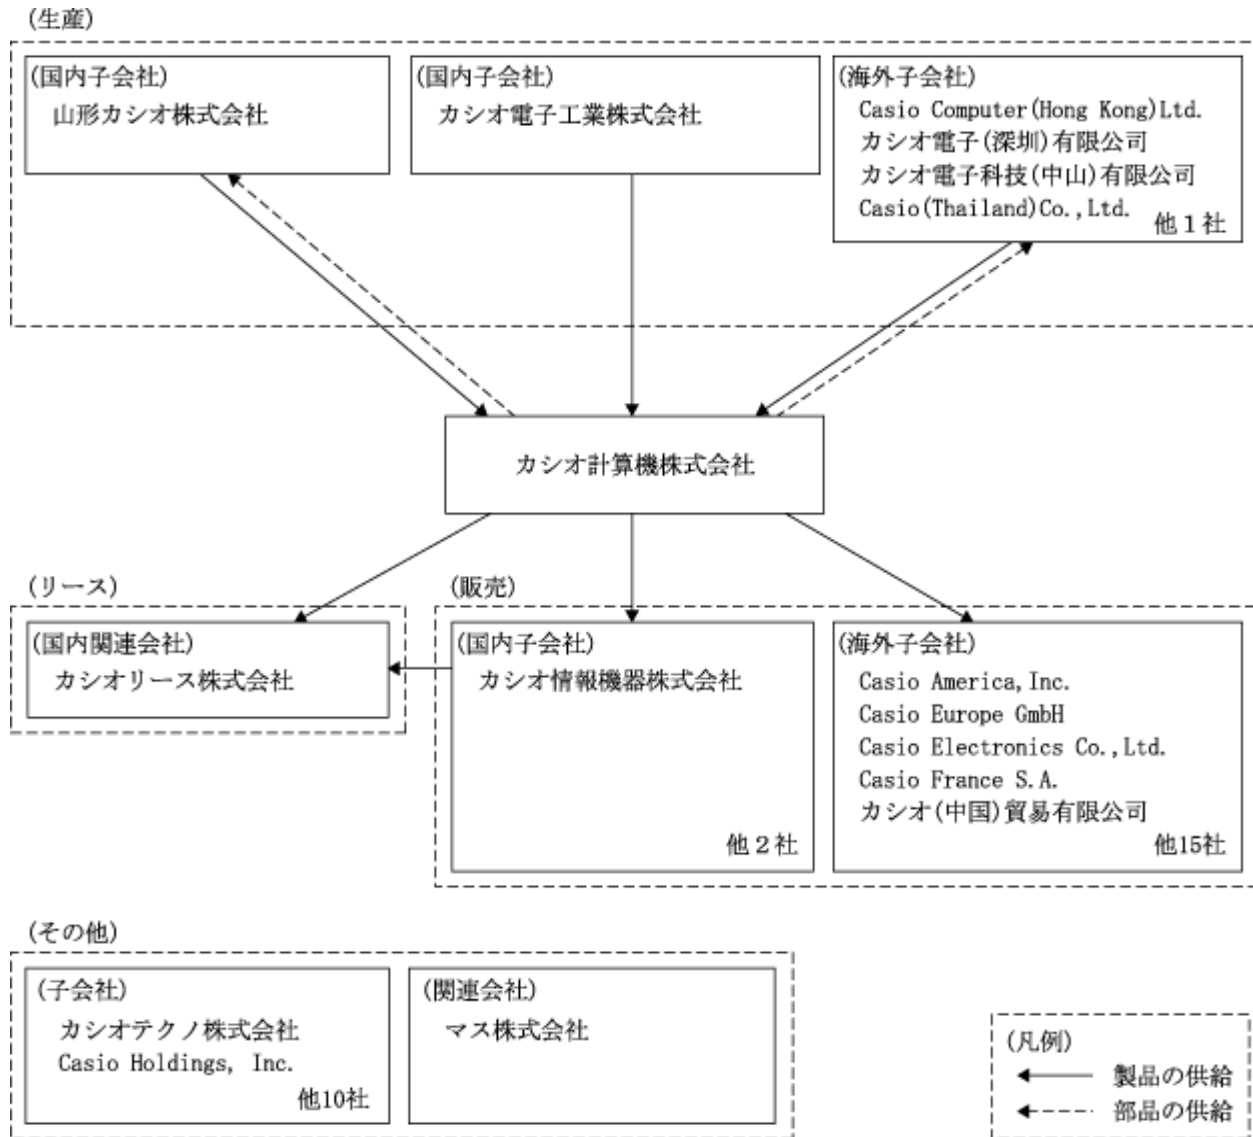 (生産)
(国内子会社)
山形カシオ株式会社
(国内子会社)
カシオ電子工業株式会社
(海外子会社)
Casio Computer(Hong Kong)Ltd.
カシオ電子(深圳)有限公司
カシオ電子科技(中山)有限公司
Casio(Thailand)Co.,Ltd.
他１社
カシオ計算機株式会社
(リース)
(国内関連会社)
カシオリース株式会社
(販売)
(国内子会社)
カシオ情報機器株式会社
他２社
(海外子会社)
Casio America,Inc.
Casio Europe GmbH
Casio Electronics Co.,Ltd.
Casio France S.A.
カシオ(中国)貿易有限公司
他15社
(その他)
(子会社)
カシオテクノ株式会社
Casio Holdings, Inc.
他10社
(関連会社)
マス株式会社
(凡例)
製品の供給
部品の供給